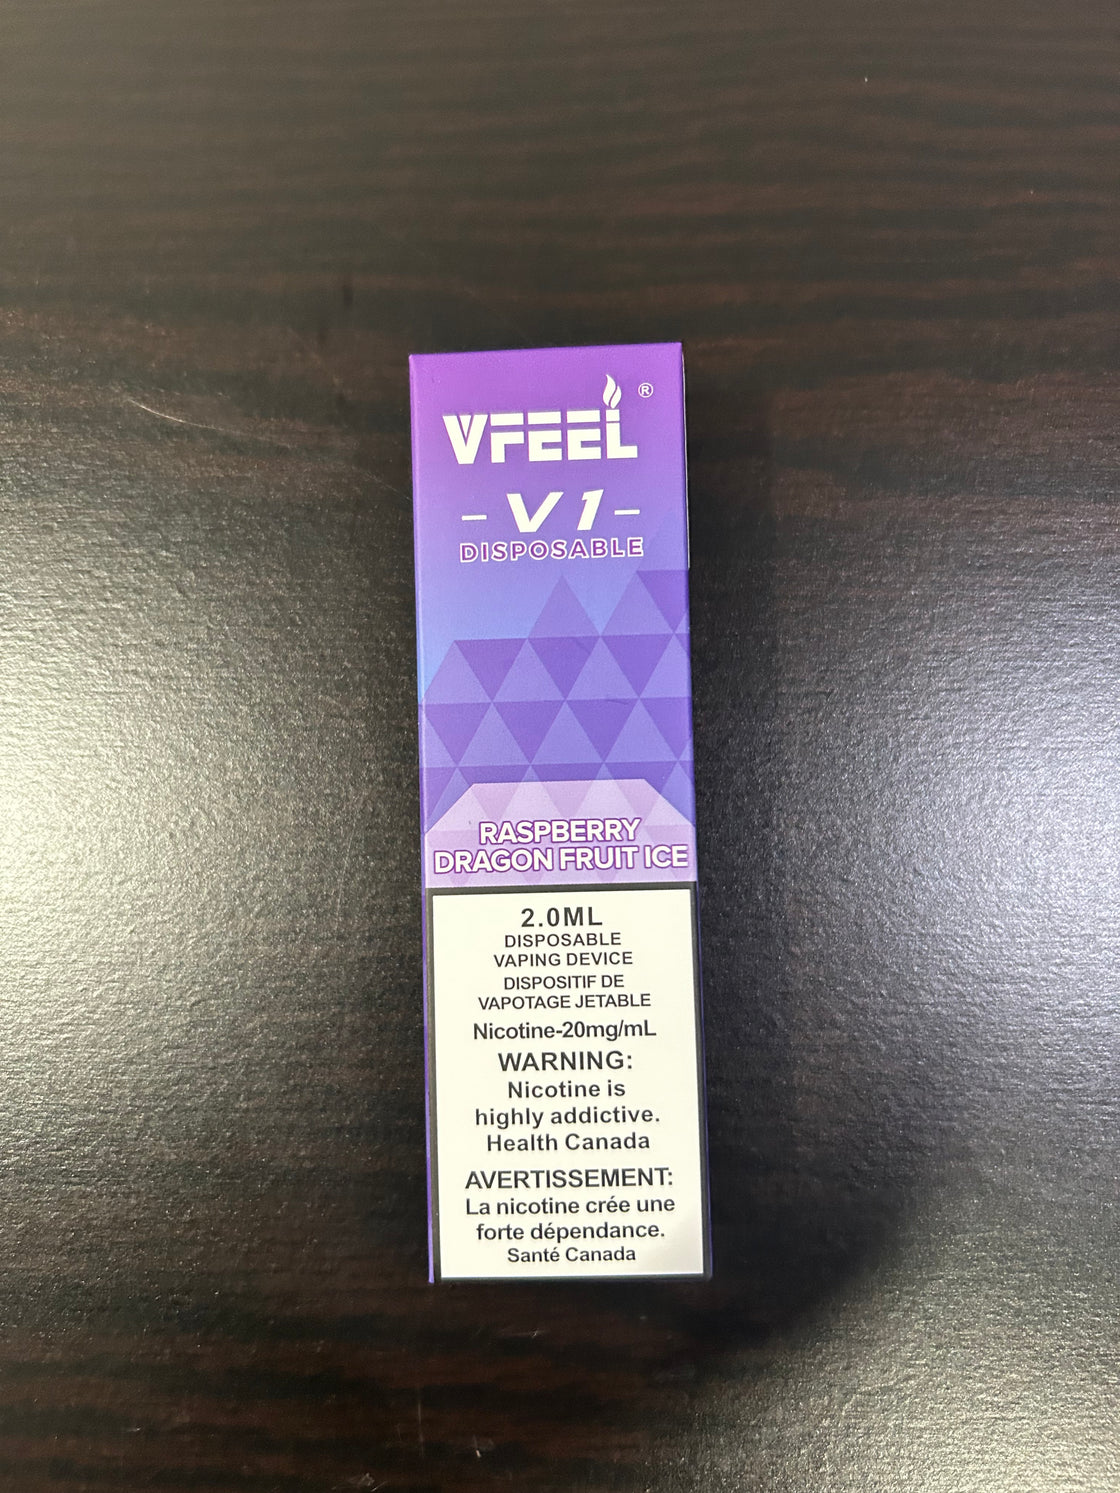 VFEEL ®
- V1 -
DISPOSABLE
RASPBERRY
DRAGON FRUIT ICE
2.0ML
DISPOSABLE
VAPING DEVICE
DISPOSITIF DE
VAPOTAGE JETABLE
Nicotine-20mg/mL
WARNING:
Nicotine is
highly addictive.
Health Canada
AVERTISSEMENT:
La nicotine crée une
forte dépendance.
Santé Canada